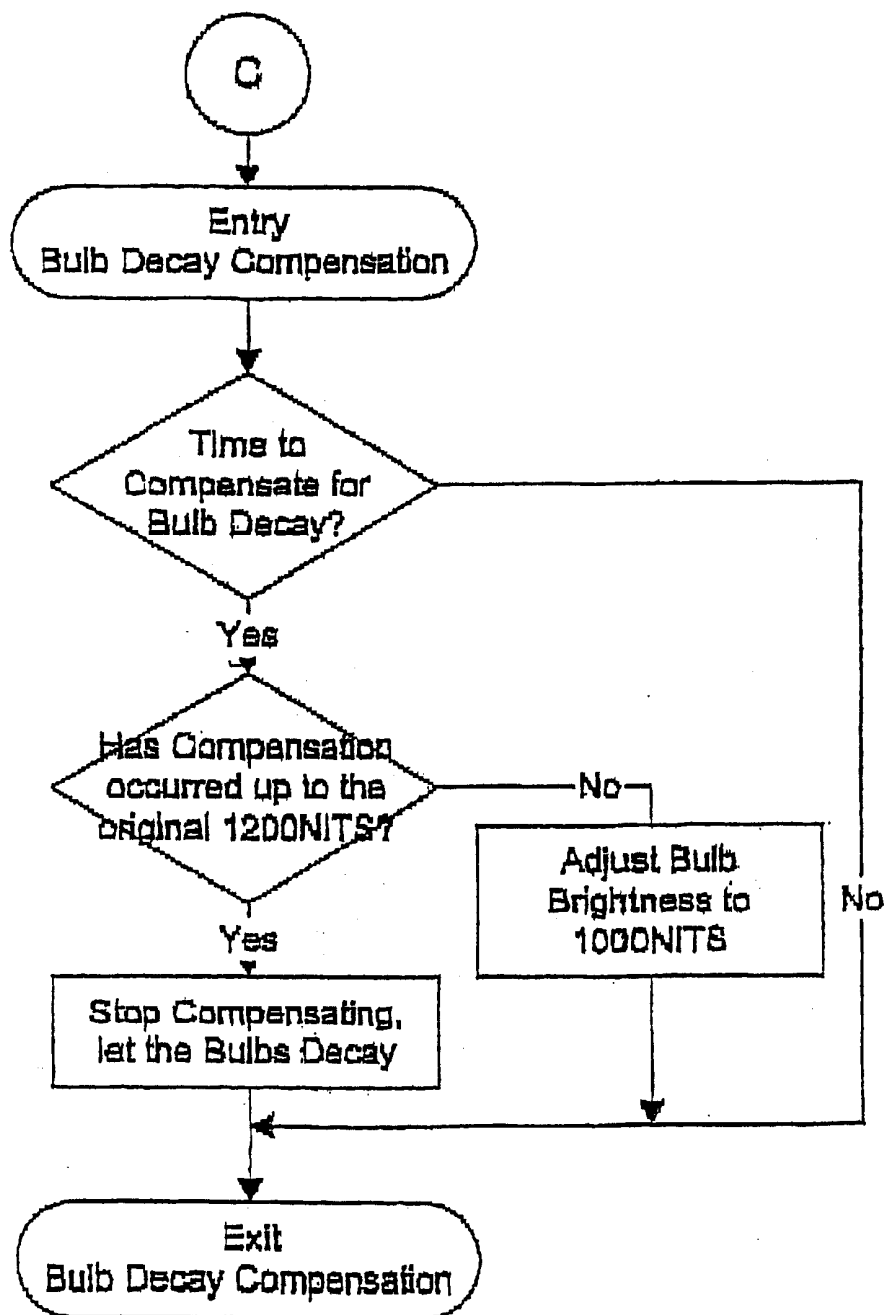 C
Entry
Bulb Decay Compensation
Time to
Compensate for
Bulb Decay?
Yes
Has Compensation
occurred up to the
original 1200NITS?
No
Adjust Bulb
Brightness to
1000NITS
No
Yes
Stop Compensating,
let the Bulbs Decay
Exit
Bulb Decay Compensation